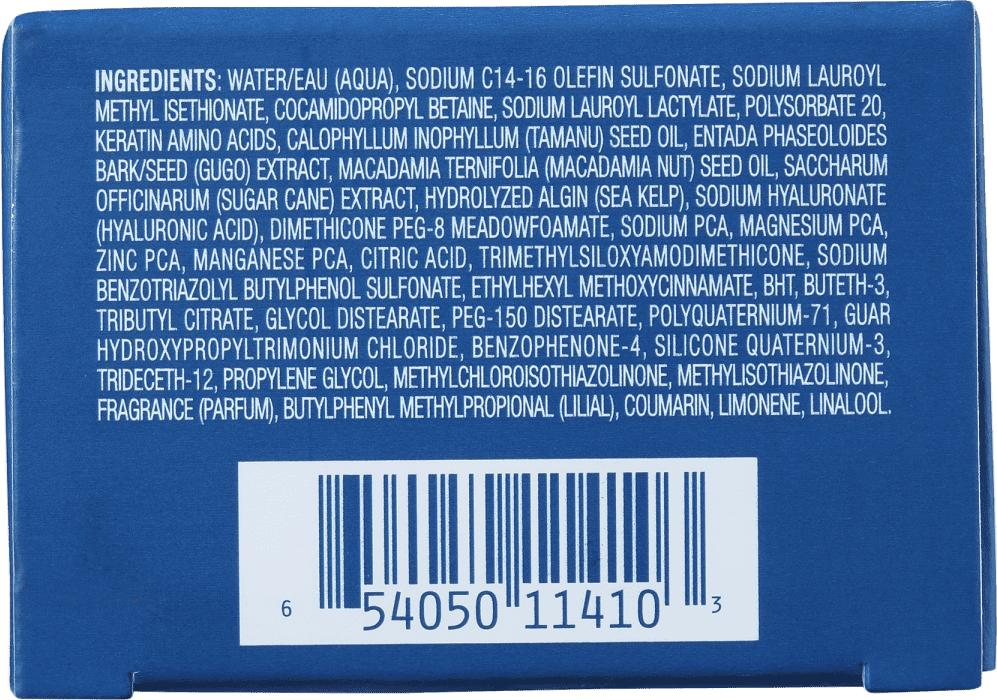 INGREDIENTS: WATER/EAU (AQUA), SODIUM C14-16 OLEFIN SULFONATE, SODIUM LAUROYL
METHYL ISETHIONATE, COCAMIDOPROPYL BETAINE, SODIUM LAUROYL LACTYLATE, POLYSORBATE 20,
KERATIN AMINO ACIDS, CALOPHYLLUM INOPHYLLUM (TAMANU) SEED OIL, ENTADA PHASEOLOIDES
BARK/SEED (GUGO) EXTRACT, MACADAMIA TERNIFOLIA (MACADAMIA NUT) SEED OIL, SACCHARUM
OFFICINARUM (SUGAR CANE) EXTRACT, HYDROLYZED ALGIN (SEA KELP), SODIUM HYALURONATE
(HYALURONIC ACID), DIMETHICONE PEG-8 MEADOWFOAMATE, SODIUM PCA, MAGNESIUM PCA,
ZINC PCA, MANGANESE PCA, CITRIC ACID, TRIMETHYLSILOXYAMODIMETHICONE, SODIUM
BENZOTRIAZOLYL BUTYLPHENOL SULFONATE, ETHYLHEXYL METHOXYCINNAMATE, BHT, BUTETH-3,
TRIBUTYL CITRATE, GLYCOL DISTEARATE, PEG-150 DISTEARATE, POLYQUATERNIUM-71, GUAR
HYDROXYPROPYLTRIMONIUM CHLORIDE, BENZOPHENONE-4, SILICONE QUATERNIUM-3,
TRIDECETH-12, PROPYLENE GLYCOL, METHYLCHLOROISOTHIAZOLINONE, METHYLISOTHIAZOLINONE,
FRAGRANCE (PARFUM), BUTYLPHENYL METHYLPROPIONAL (LILIAL), COUMARIN, LIMONENE, LINALOOL.
6 54050 11410 3